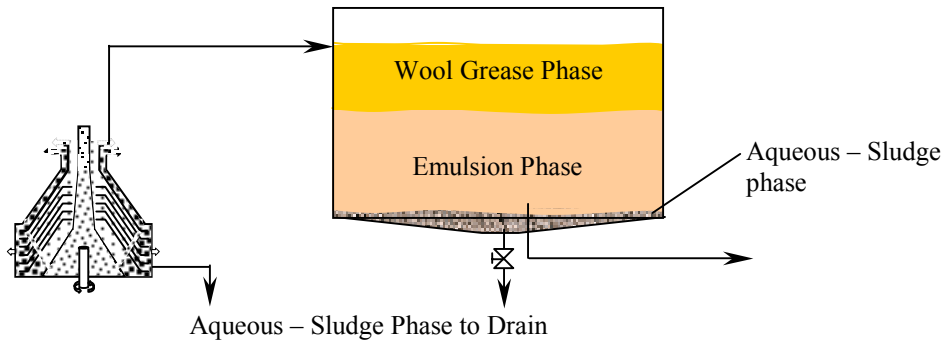 Wool Grease Phase
Emulsion Phase
Aqueous – Sludge
phase
Aqueous – Sludge Phase to Drain